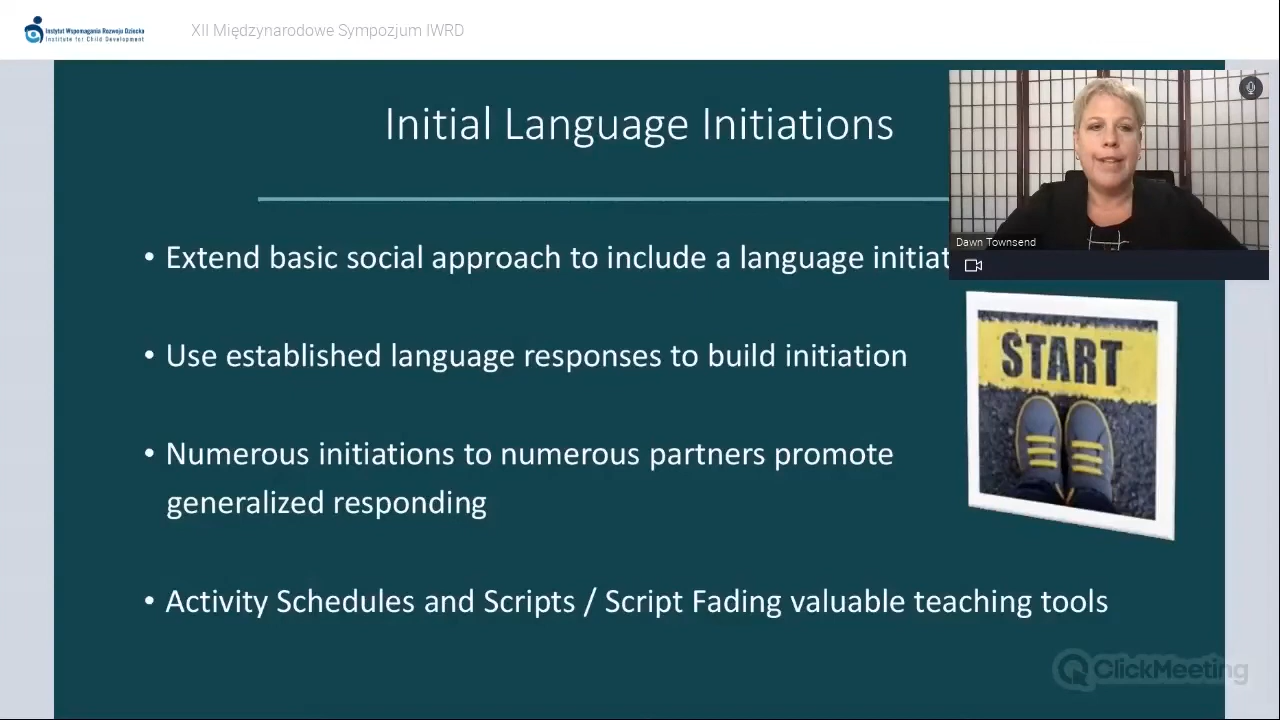 Instytut Wspomagania Rozwoju Dziecka
Institute for Child Development
XII Międzynarodowe Sympozjum IWRD
Initial Language Initiations
Dawn Townsend
• Extend basic social approach to include a language initiat
• Use established language responses to build initiation
START
• Numerous initiations to numerous partners promote
generalized responding
• Activity Schedules and Scripts / Script Fading valuable teaching tools
ClickMeeting